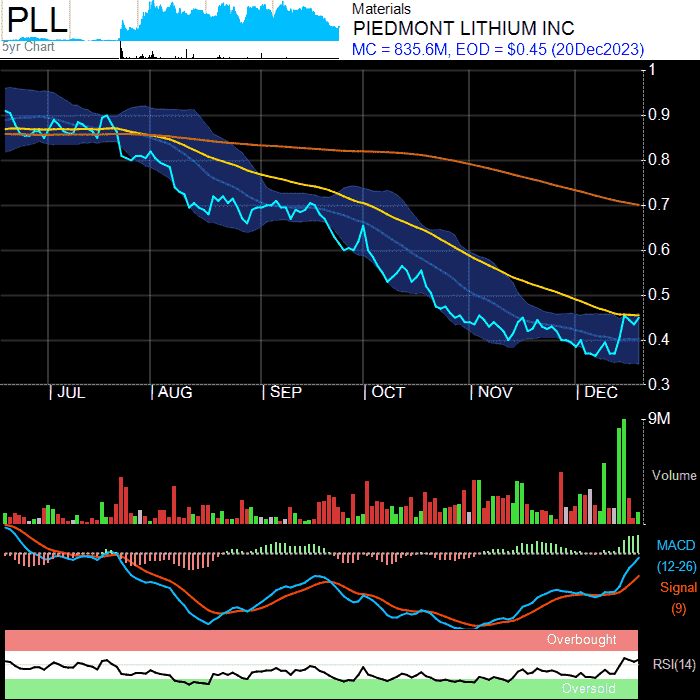 PLL
5yr Chart
Materials
PIEDMONT LITHIUM INC
MC = 835.6M, EOD = $0.45 (20Dec2023)
1
0.9
0.8
0.7
0.6
0.5
0.4
0.3
| JUL | AUG | SEP | OCT | NOV | DEC
9M
Volume
MACD
(12-26)
Signal
(9)
Overbought
RSI(14)
Oversold